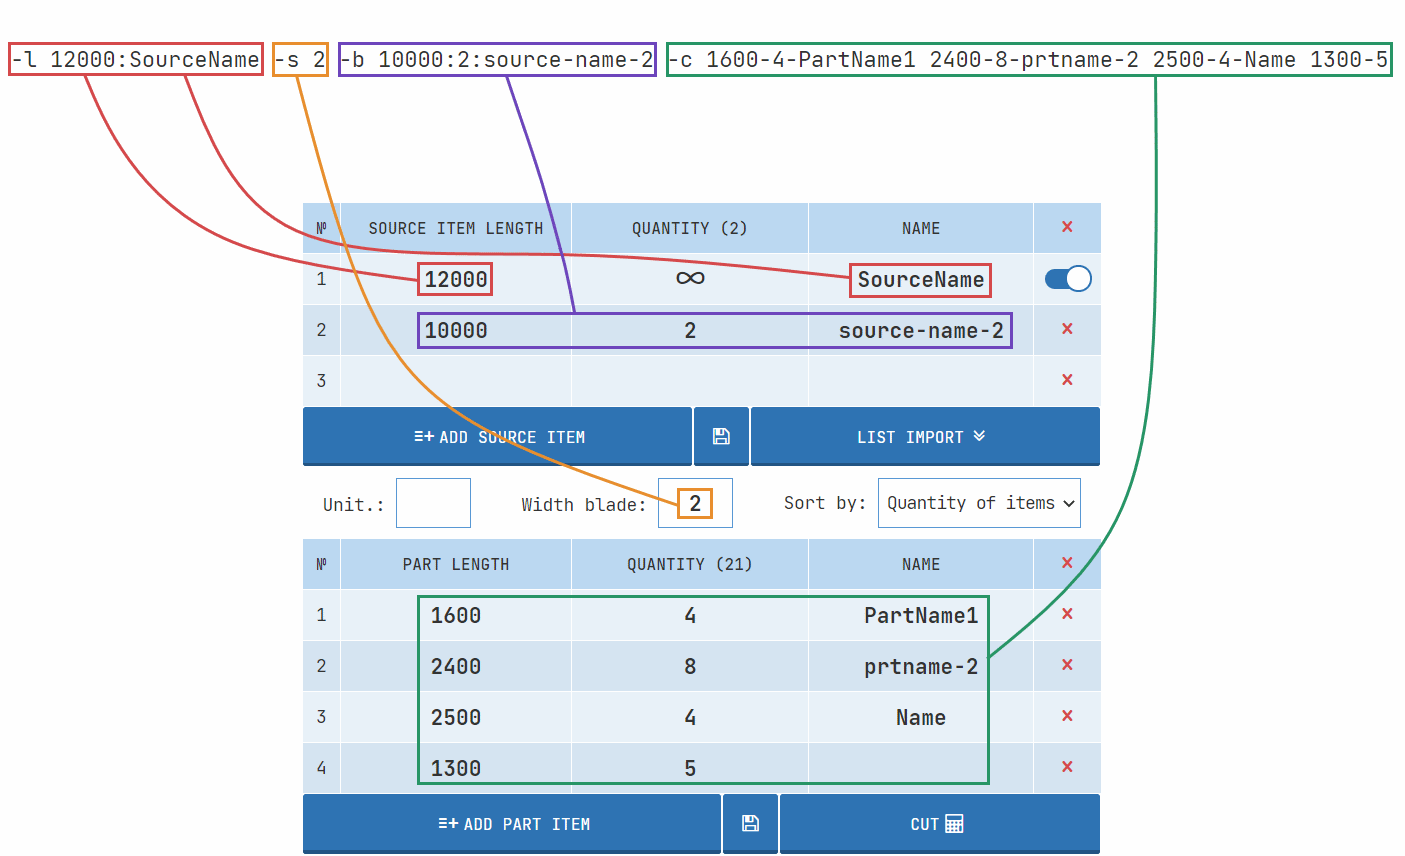 -l 12000:SourceName -s 2 -b 10000:2:source-name-2 -c 1600-4-PartName1 2400-8-prtname-2 2500-4-Name 1300-5
№ SOURCE ITEM LENGTH QUANTITY (2) NAME ×
1 12000 ∞ SourceName
2 10000 2 source-name-2 ×
3 ×
ADD SOURCE ITEM LIST IMPORT
Unit.: Width blade: 2 Sort by: Quantity of items
№ PART LENGTH QUANTITY (21) NAME ×
1 1600 4 PartName1 ×
2 2400 8 prtname-2 ×
3 2500 4 Name ×
4 1300 5 ×
ADD PART ITEM CUT